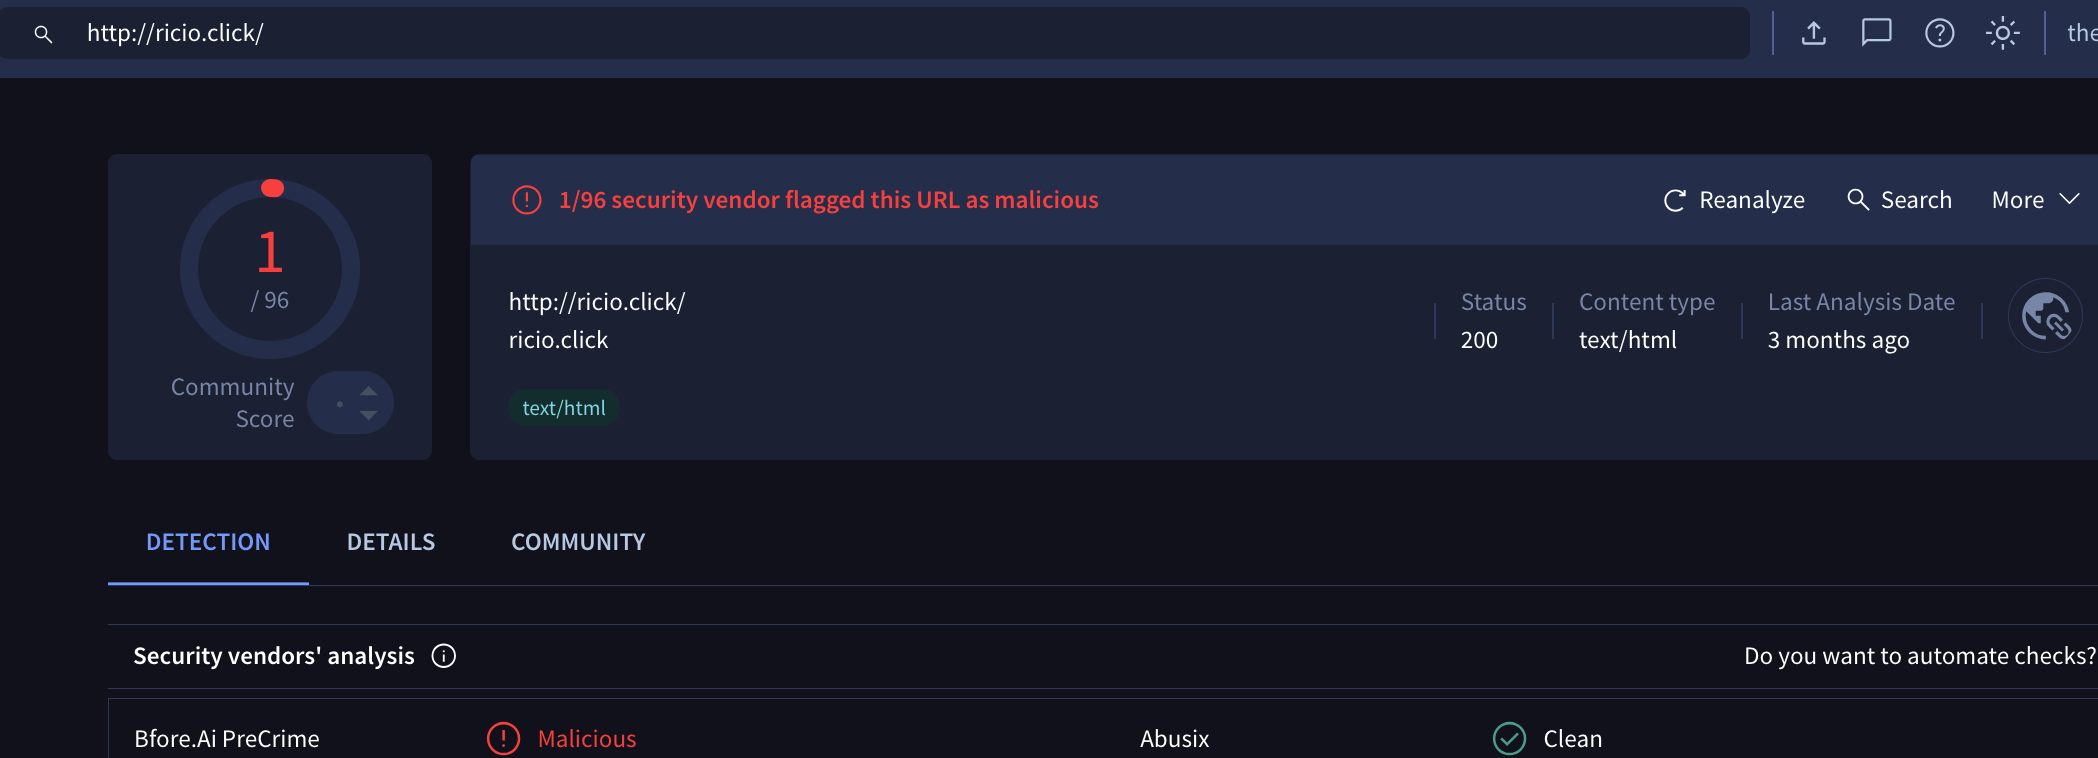 http://ricio.click/
1
/ 96
Community
Score
1/96 security vendor flagged this URL as malicious
Reanalyze
Search
More
http://ricio.click/
ricio.click
text/html
Status
200
Content type
text/html
Last Analysis Date
3 months ago
DETECTION
DETAILS
COMMUNITY
Security vendors' analysis
Do you want to automate checks?
Bfore.Ai PreCrime
Malicious
Abusix
Clean